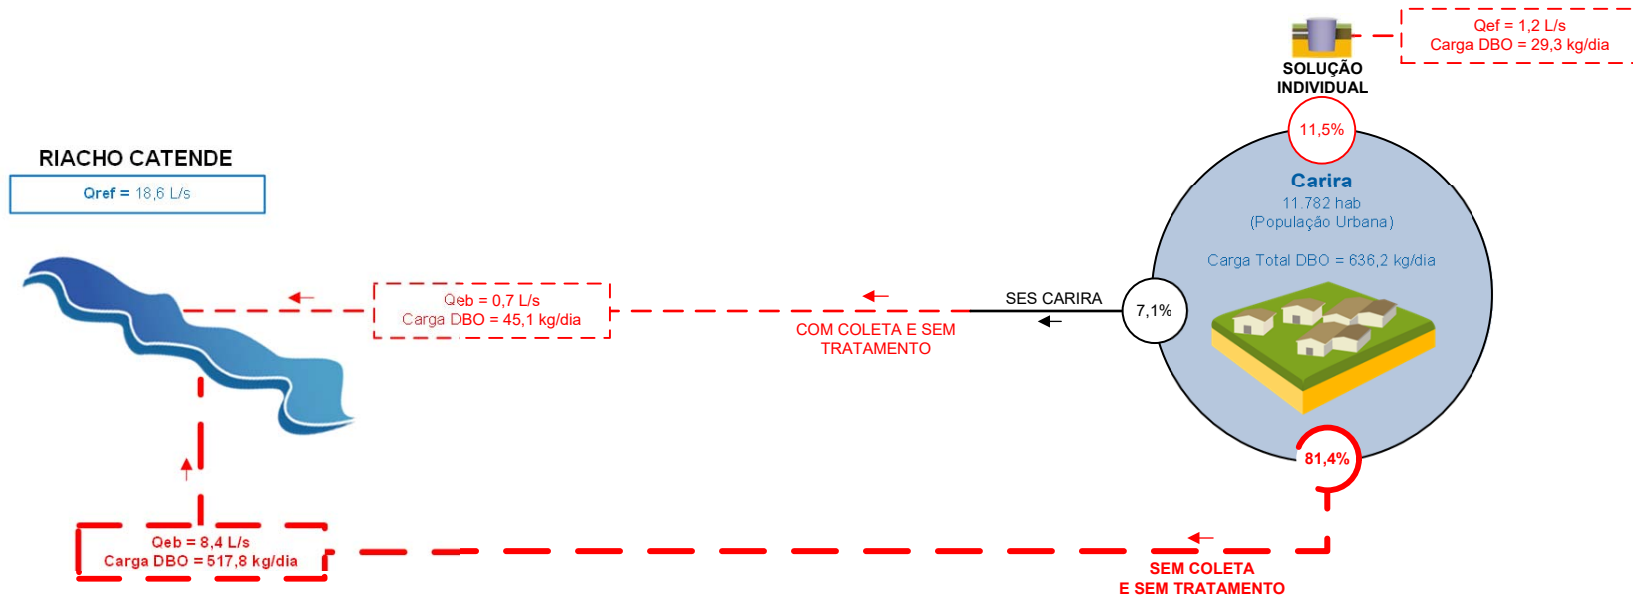 Qef = 1,2 L/s
Carga DBO = 29,3 kg/dia
SOLUÇÃO
INDIVIDUAL
11,5%
RIACHO CATENDE
Qref = 18,6 L/s
Carira
11.782 hab
(População Urbana)
Carga Total DBO = 636,2 kg/dia
Qeb = 0,7 L/s
Carga DBO = 45,1 kg/dia
SES CARIRA
7,1%
COM COLETA E SEM
TRATAMENTO
81,4%
Qeb = 8,4 L/s
Carga DBO = 517,8 kg/dia
SEM COLETA
E SEM TRATAMENTO